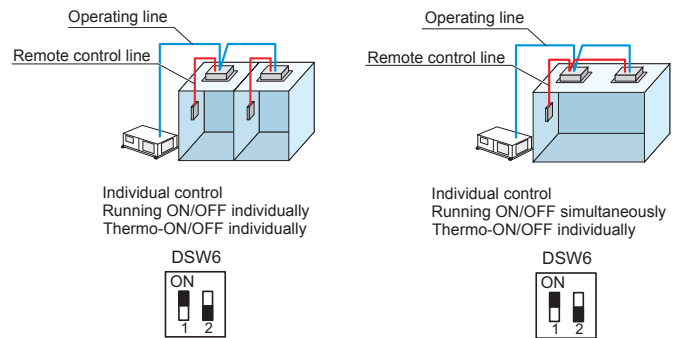 Operating line
Remote control line
Individual control
Running ON/OFF individually
Thermo-ON/OFF individually
DSW6
ON
1 2
Operating line
Remote control line
Individual control
Running ON/OFF simultaneously
Thermo-ON/OFF individually
DSW6
ON
1 2